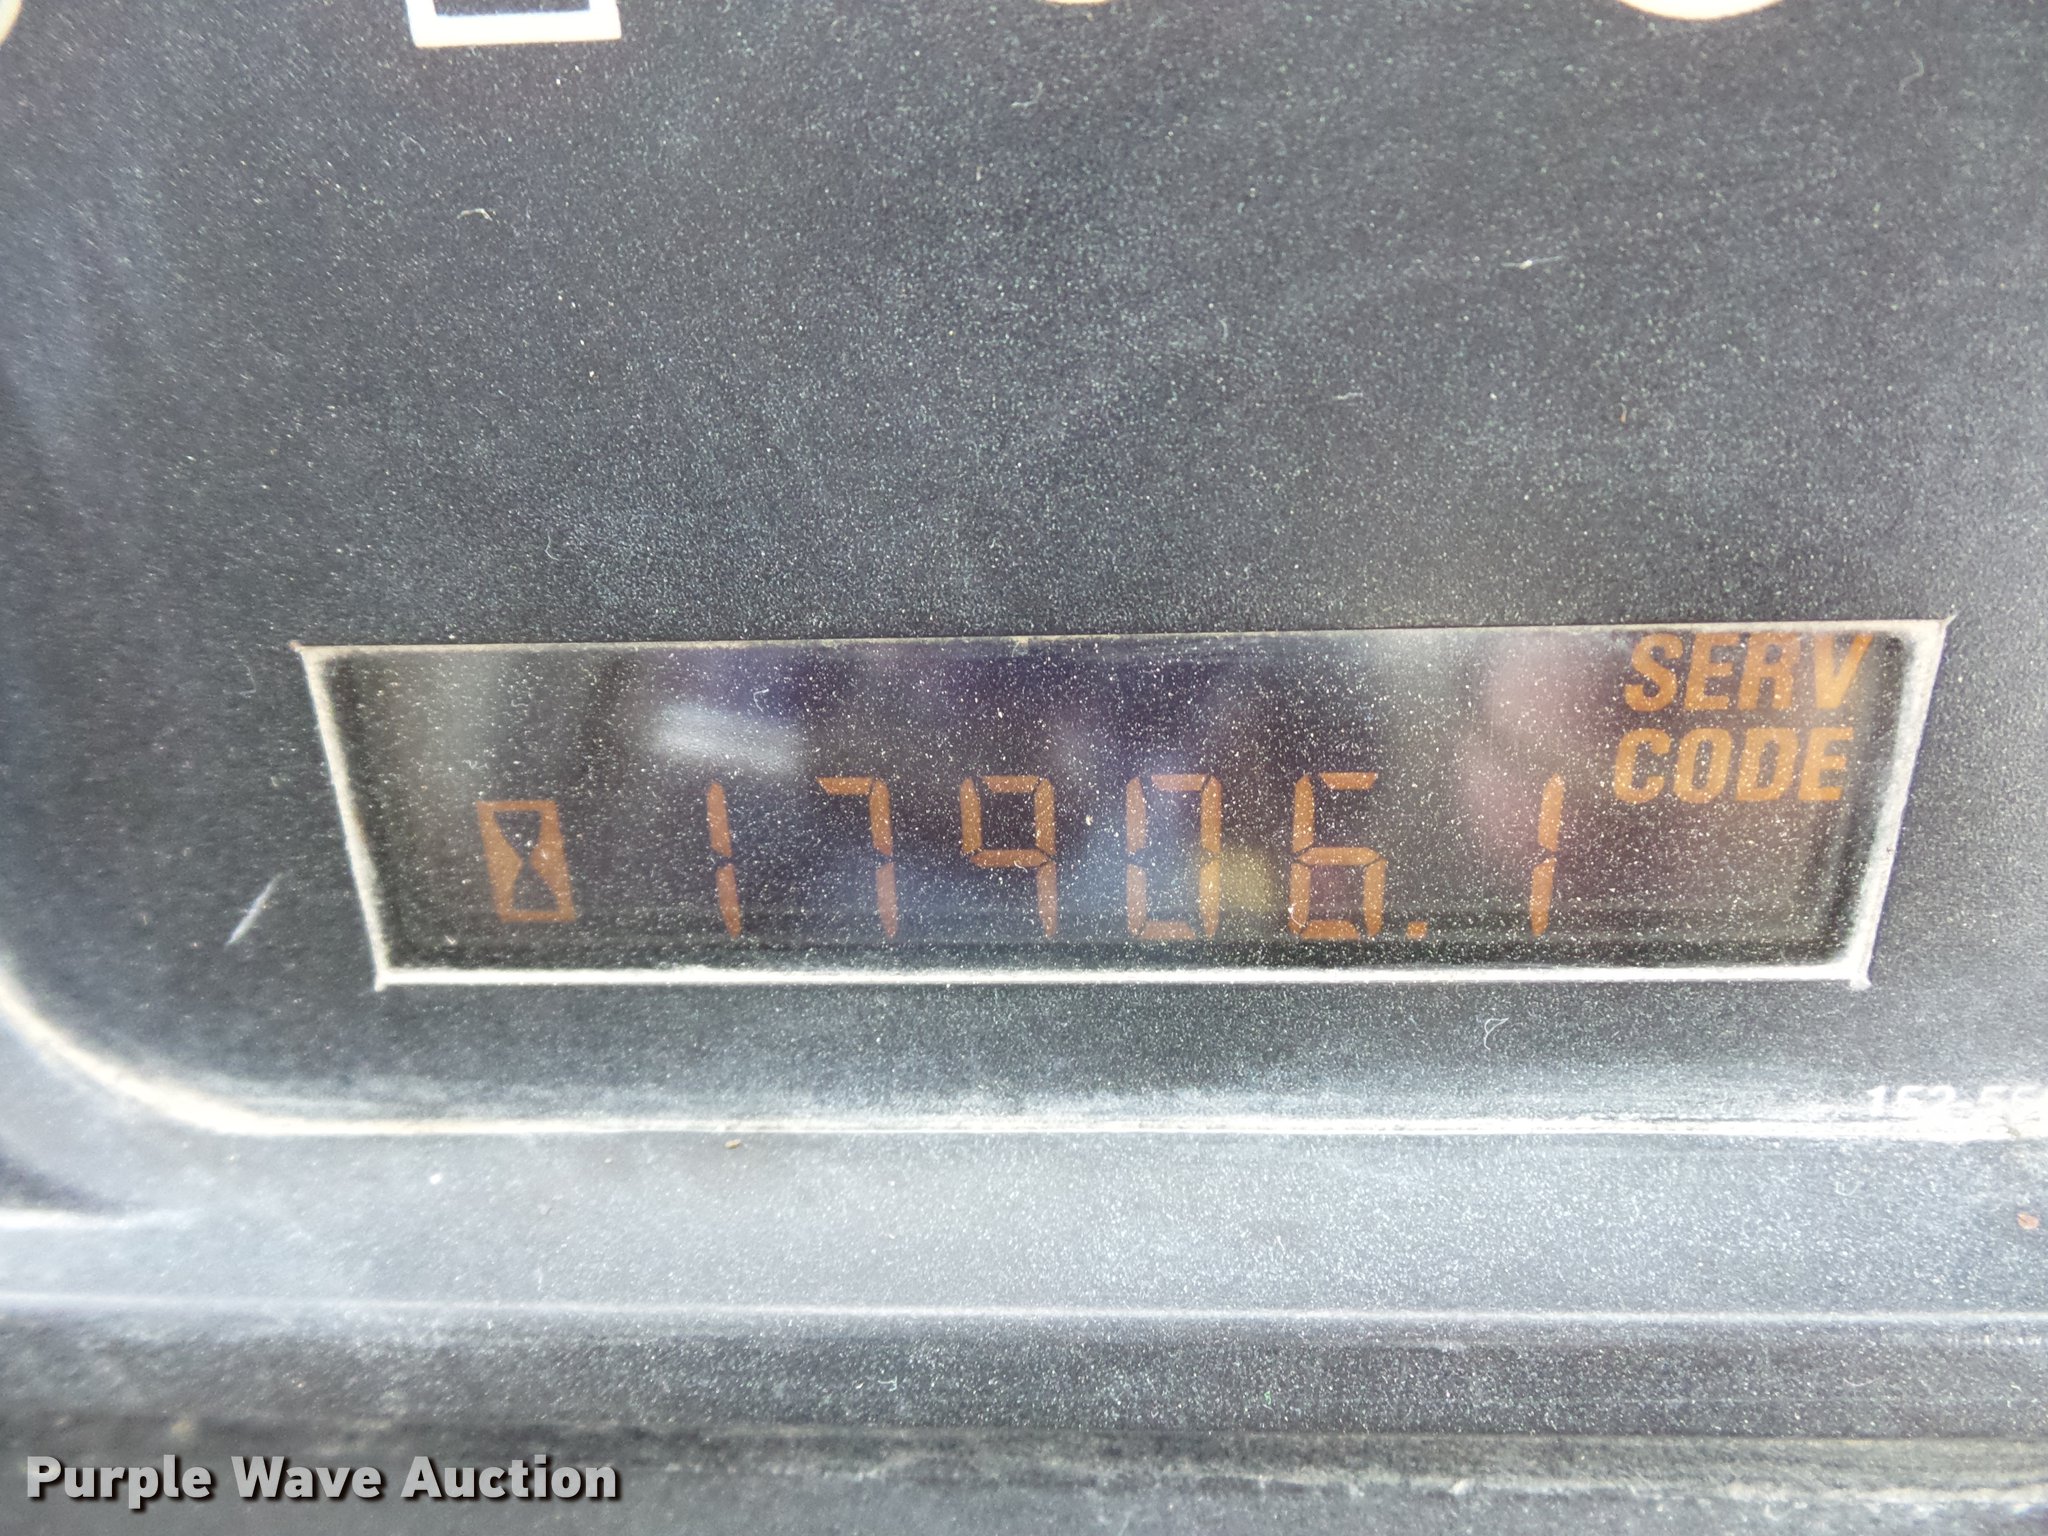 SERV
CODE
17906.1
Purple Wave Auction